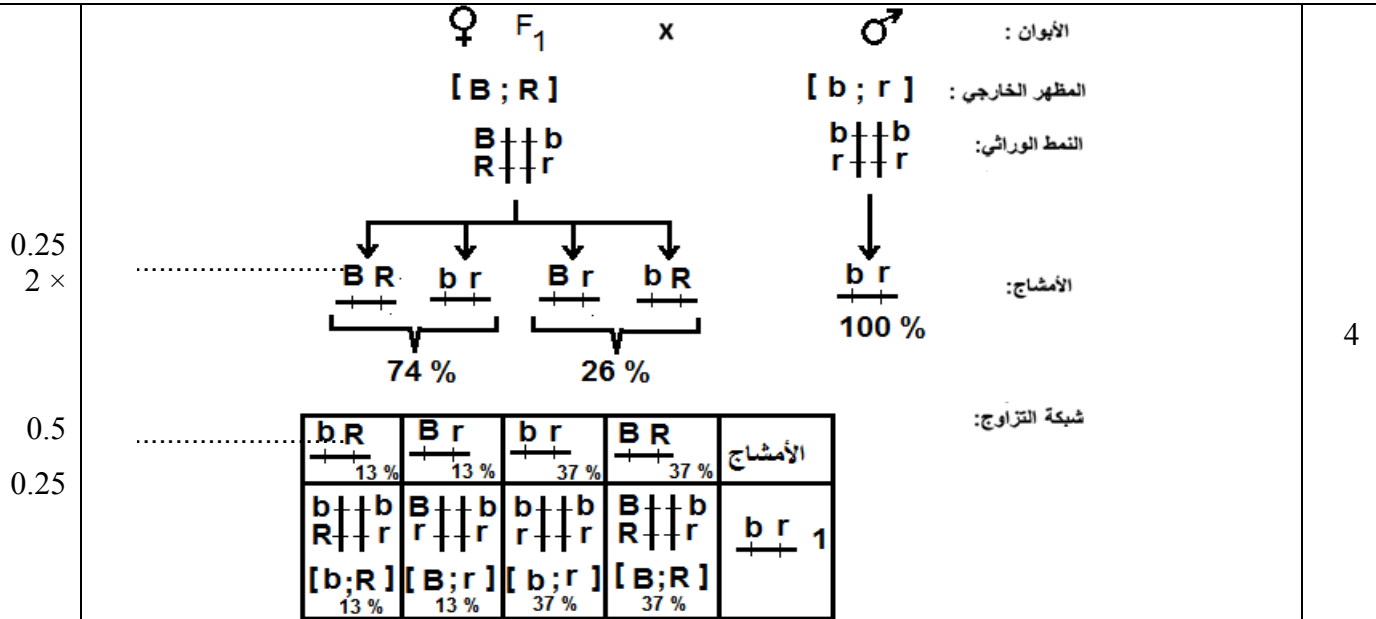 الأبوان : ♂ x F1 ♀
المظهر الخارجي : [ b ; r ] [ B ; R ]
النمط الوراثي: b b B b
r r R r
0.25
2 ×
الأمشاج: b r B R b r B r b R
100 % 74 % 26 %
4
شبكة التزاوج:
0.5
0.25
الأمشاج B R 37 % b r 37 % B r 13 % b R 13 %
b r 1
B b b b B b b b
R r r r r r R r
[ B;R ] [ b;r ] [ B;r ] [b;R ]
37 % 37 % 13 % 13 %